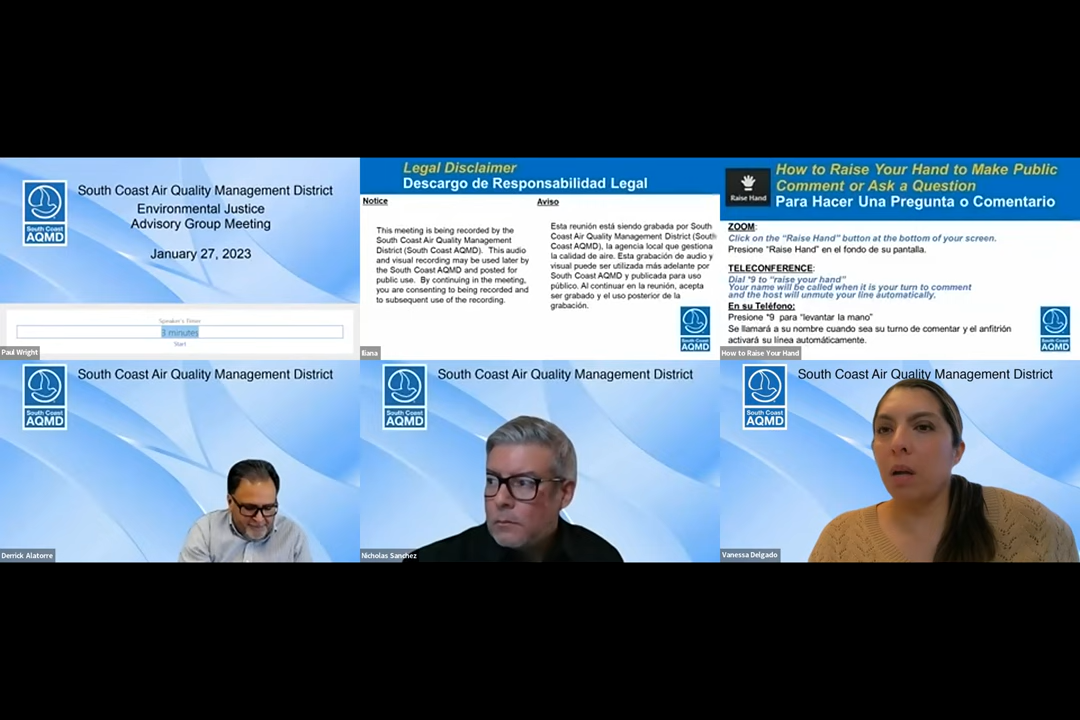 South Coast
AQMD
South Coast Air Quality Management District
Environmental Justice
Advisory Group Meeting
January 27, 2023
Speaker's Timer
3 minutes
Start
Paul Wright
Legal Disclaimer
Descargo de Responsabilidad Legal
Notice
This meeting is being recorded by the
South Coast Air Quality Management
District (South Coast AQMD). This audio
and visual recording may be used later by
the South Coast AQMD and posted for
public use. By continuing in the meeting,
you are consenting to being recorded and
to subsequent use of the recording.
Aviso
Esta reunión está siendo grabada por South
Coast Air Quality Management District (South
Coast AQMD), la agencia local que gestiona
la calidad de aire. Esta grabación de audio y
visual puede ser utilizada más adelante por
South Coast AQMD y publicada para uso
público. Al continuar en la reunión, acepta
ser grabado y el uso posterior de la
grabación.
South Coast
AQMD
Iliana
Raise Hand
How to Raise Your Hand to Make Public
Comment or Ask a Question
Para Hacer Una Pregunta o Comentario
ZOOM:
Click on the “Raise Hand” button at the bottom of your screen.
Presione “Raise Hand” en el fondo de su pantalla.
TELECONFERENCE:
Dial *9 to “raise your hand”
Your name will be called when it is your turn to comment
and the host will unmute your line automatically.
En su Teléfono:
Presione *9 para “levantar la mano”
Se llamará a su nombre cuando sea su turno de comentar y el anfitrión
activará su línea automáticamente.
South Coast
AQMD
How to Raise Your Hand
South Coast
AQMD
South Coast Air Quality Management District
Derrick Alatorre
South Coast
AQMD
South Coast Air Quality Management District
Nicholas Sanchez
South Coast
AQMD
South Coast Air Quality Management District
Vanessa Delgado